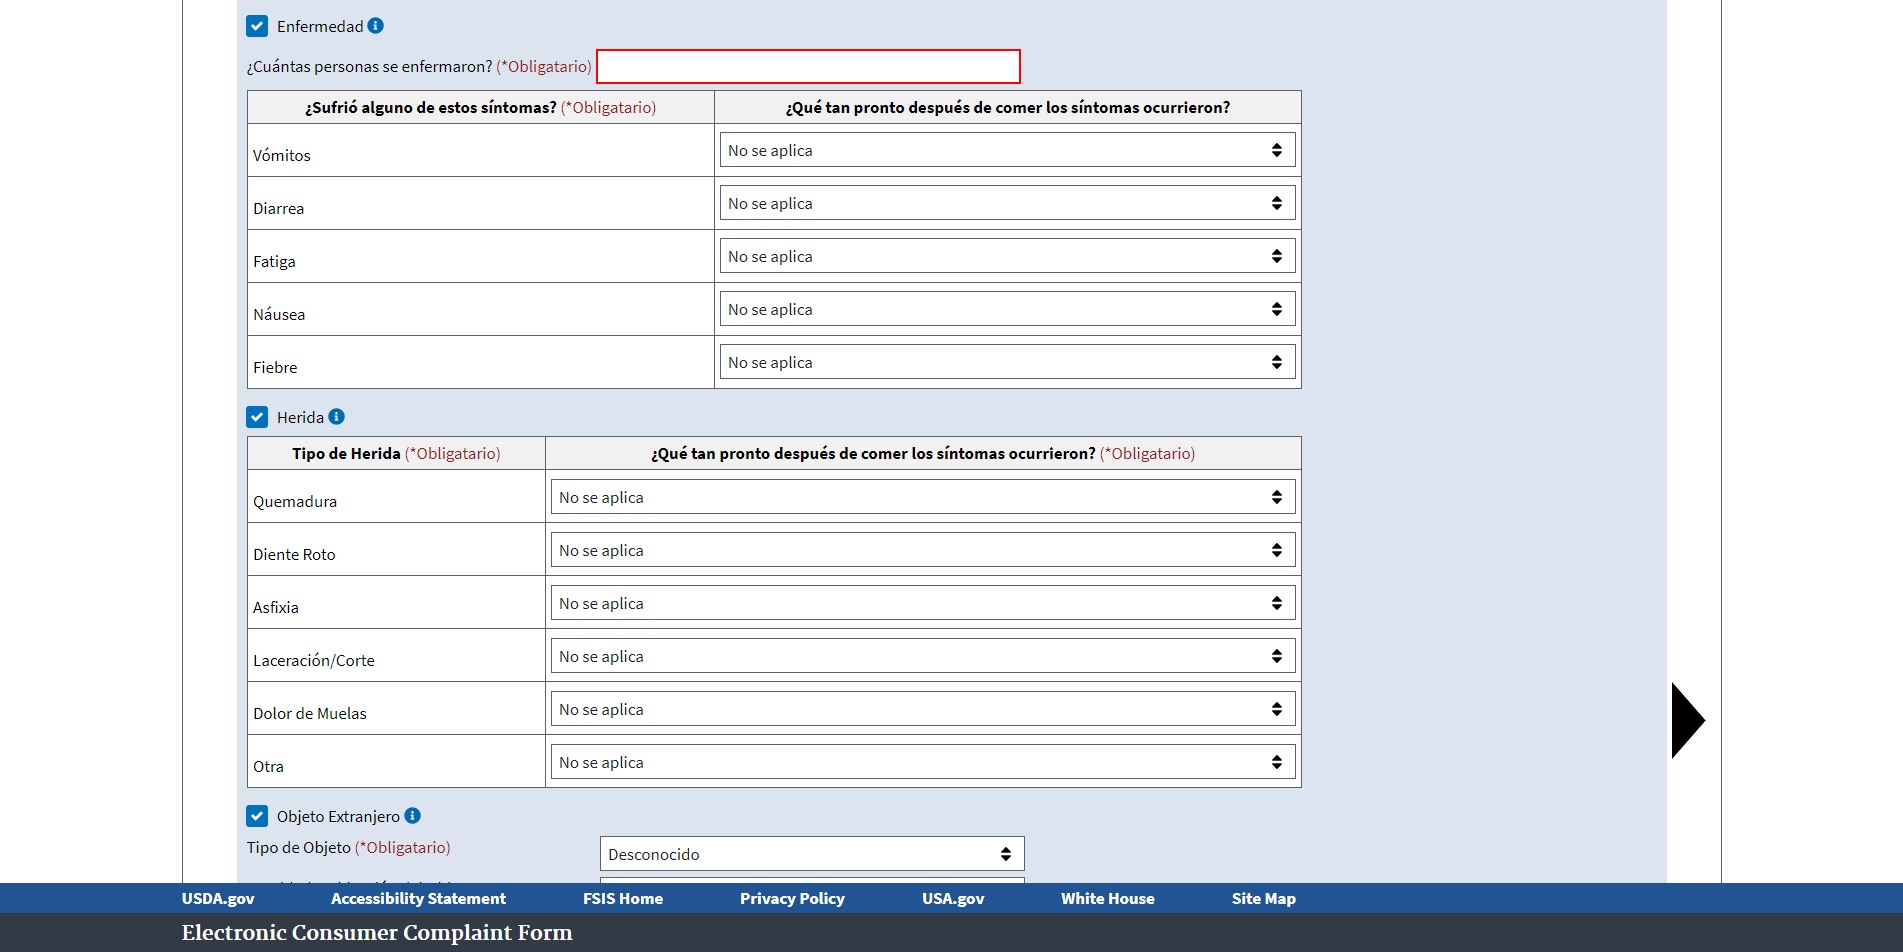 Enfermedad
¿Cuántas personas se enfermaron? (*Obligatario)
¿Sufrió alguno de estos síntomas? (*Obligatario) ¿Qué tan pronto después de comer los síntomas ocurrieron?
Vómitos No se aplica
Diarrea No se aplica
Fatiga No se aplica
Náusea No se aplica
Fiebre No se aplica
Herida
Tipo de Herida (*Obligatario) ¿Qué tan pronto después de comer los síntomas ocurrieron? (*Obligatario)
Quemadura No se aplica
Diente Roto No se aplica
Asfixia No se aplica
Laceración/Corte No se aplica
Dolor de Muelas No se aplica
Otra No se aplica
Objeto Extranjero
Tipo de Objeto (*Obligatario) Desconocido
USDA.gov Accessibility Statement FSIS Home Privacy Policy USA.gov White House Site Map
Electronic Consumer Complaint Form